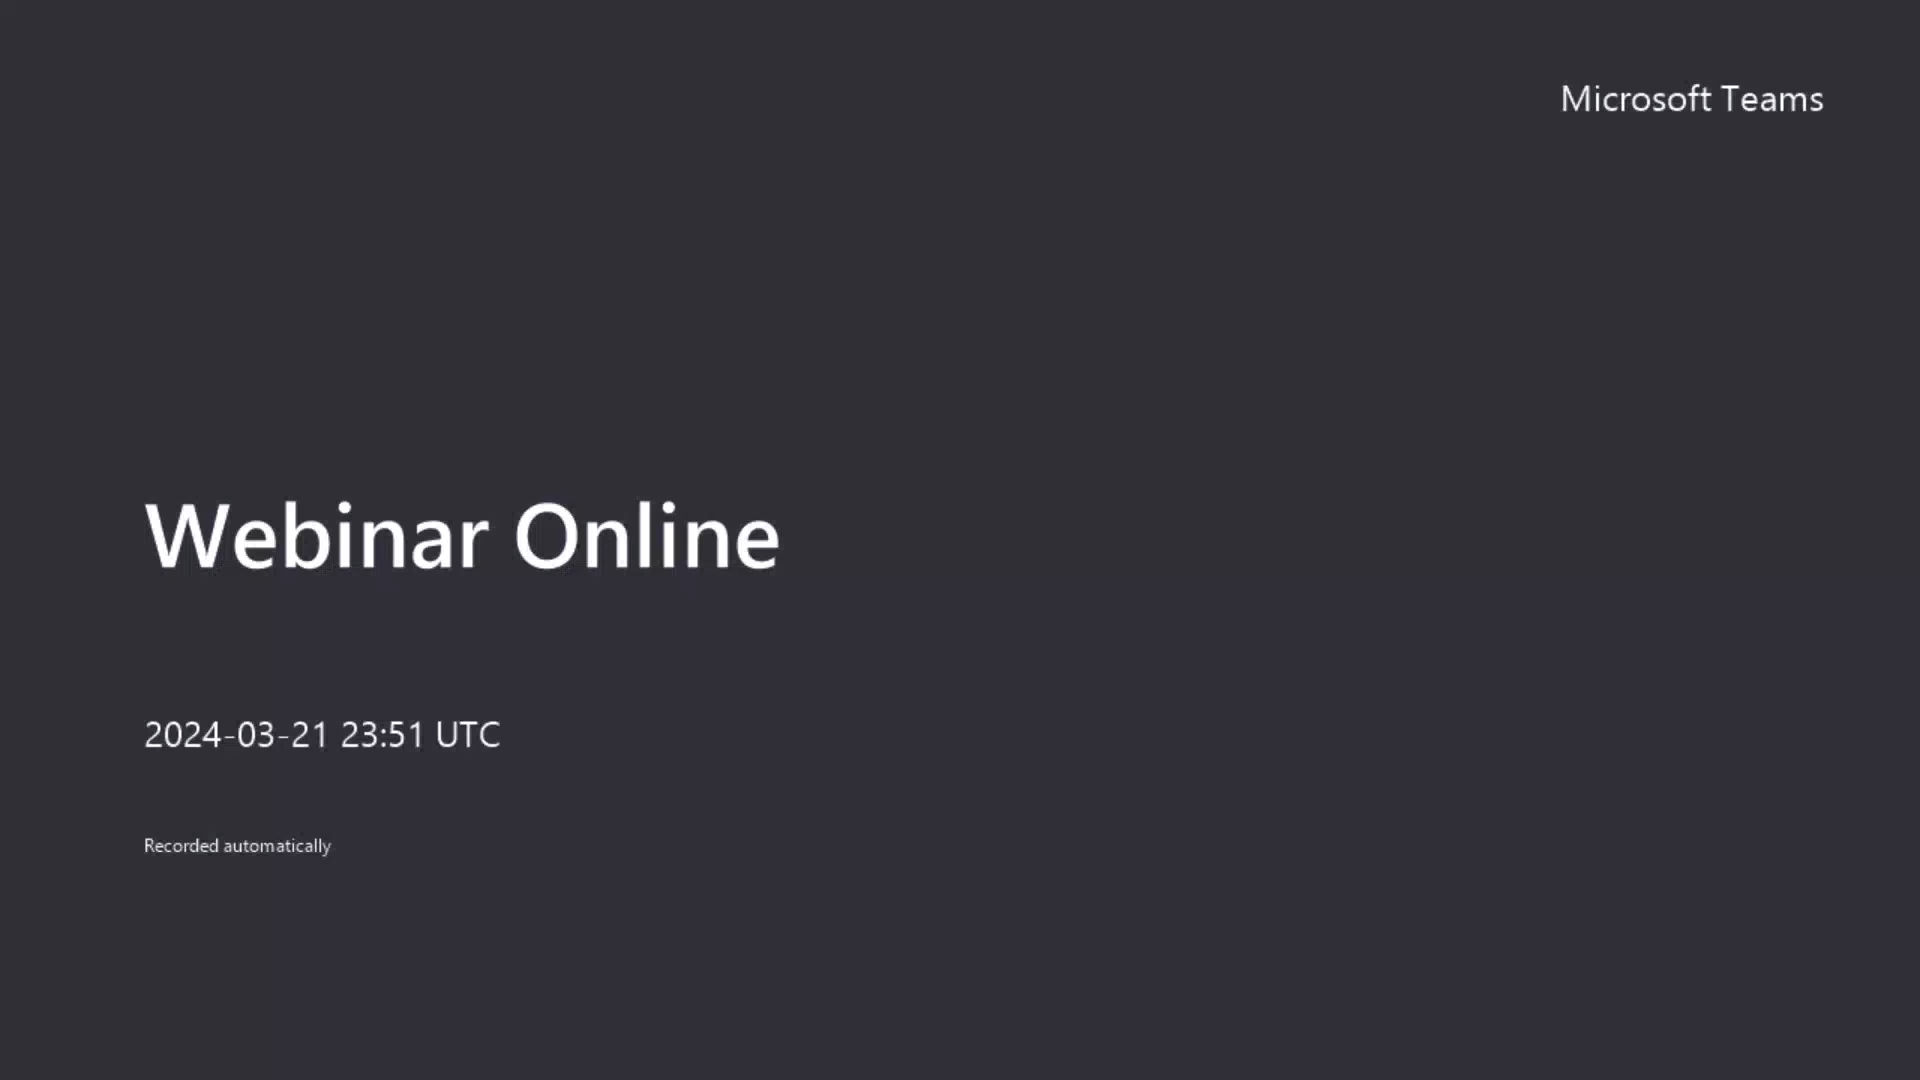 Microsoft Teams
Webinar Online
2024-03-21 23:51 UTC
Recorded automatically